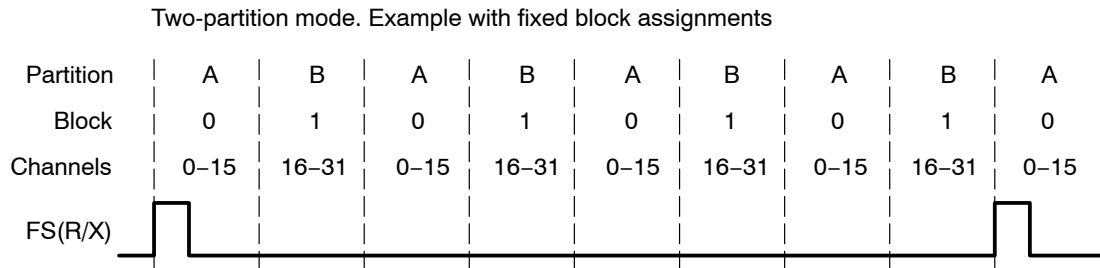 Two-partition mode. Example with fixed block assignments
Partition A B A B A B A B A
Block 0 1 0 1 0 1 0 1 0
Channels 0–15 16–31 0–15 16–31 0–15 16–31 0–15 16–31 0–15
FS(R/X)